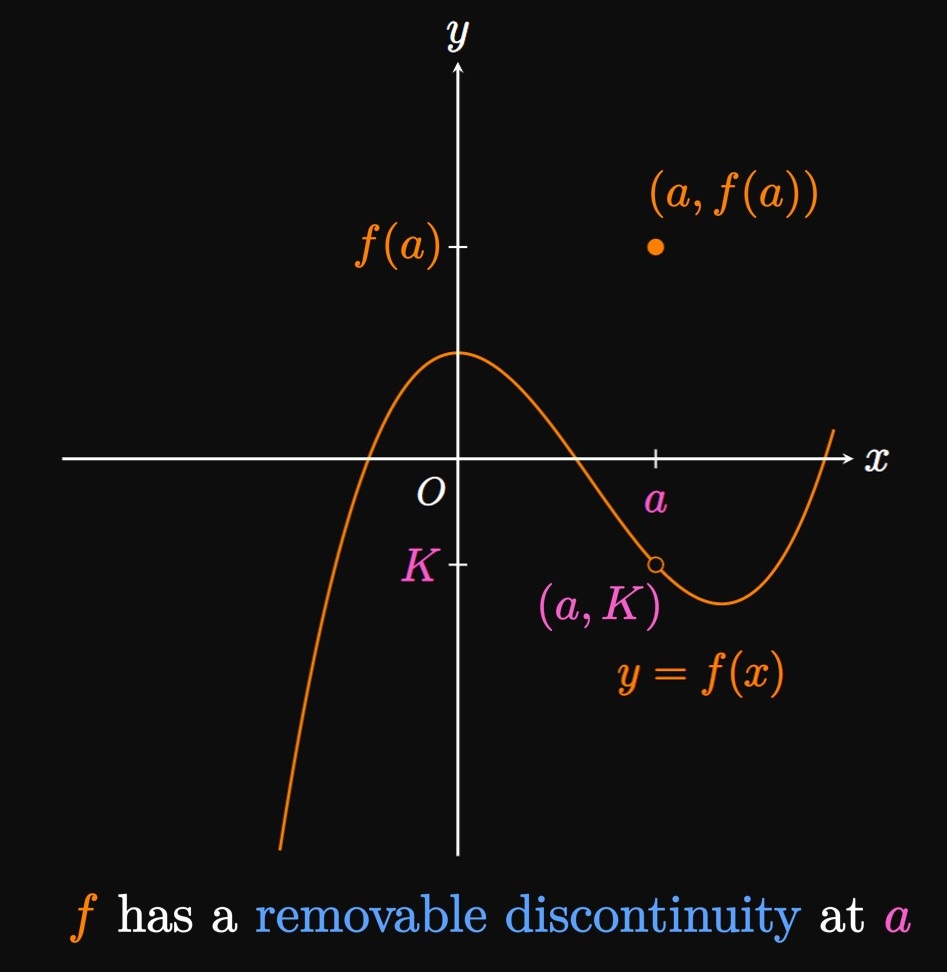 y
(a, f(a))
f(a)
x
O
a
K
(a, K)
y = f(x)
f has a removable discontinuity at a